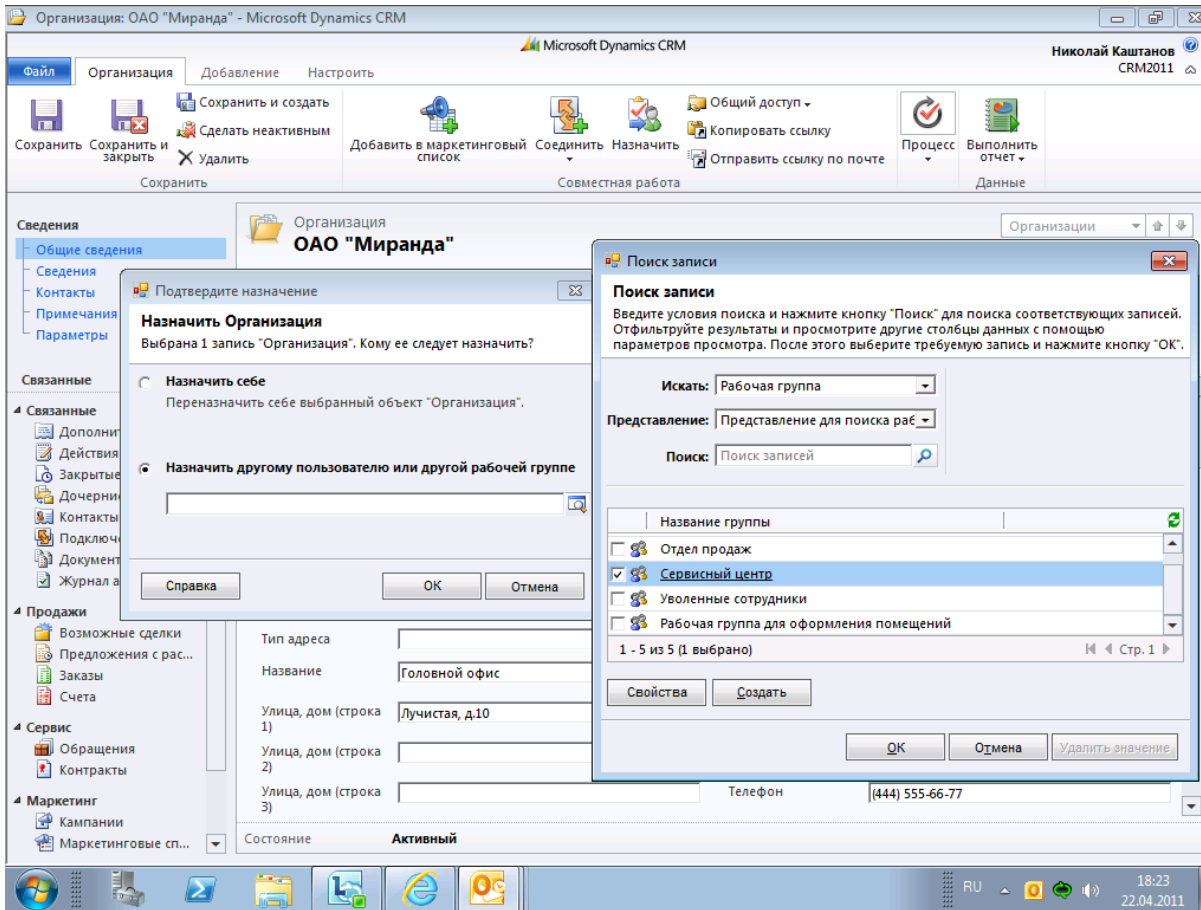 Организация: ОАО "Миранда" - Microsoft Dynamics CRM
Microsoft Dynamics CRM
Николай Каштанов
CRM2011
Файл
Организация
Добавление
Настроить
Сохранить
Сохранить и закрыть
Сохранить и создать
Сделать неактивным
Удалить
Добавить в маркетинговый список
Соединить
Назначить
Общий доступ
Копировать ссылку
Отправить ссылку по почте
Процесс
Выполнить отчет
Сохранить
Совместная работа
Данные
Сведения
Общие сведения
Сведения
Контакты
Примечания
Параметры
Связанные
Связанные
Дополнит
Действия
Закрытые
Дочерние
Контакты
Подключ
Документ
Журнал а
Продажи
Возможные сделки
Предложения с рас...
Заказы
Счета
Сервис
Обращения
Контракты
Маркетинг
Кампании
Маркетинговые сп...
Организация
ОАО "Миранда"
Организации
Подтвердите назначение
Назначить Организация
Выбрана 1 запись "Организация". Кому ее следует назначить?
Назначить себе
Переназначить себе выбранный объект "Организация".
Назначить другому пользователю или другой рабочей группе
Справка
ОК
Отмена
Поиск записи
Поиск записи
Введите условия поиска и нажмите кнопку "Поиск" для поиска соответствующих записей.
Отфильтруйте результаты и просмотрите другие столбцы данных с помощью
параметров просмотра. После этого выберите требуемую запись и нажмите кнопку "ОК".
Искать: Рабочая группа
Представление: Представление для поиска раб
Поиск: Поиск записей
Название группы
Отдел продаж
Сервисный центр
Уволенные сотрудники
Рабочая группа для оформления помещений
1 - 5 из 5 (1 выбрано)
Стр. 1
Свойства
Создать
ОК
Отмена
Удалить значение
Тип адреса
Название
Головной офис
Улица, дом (строка 1)
Лучистая, д.10
Улица, дом (строка 2)
Улица, дом (строка 3)
Телефон
(444) 555-66-77
Состояние
Активный
RU
18:23
22.04.2011